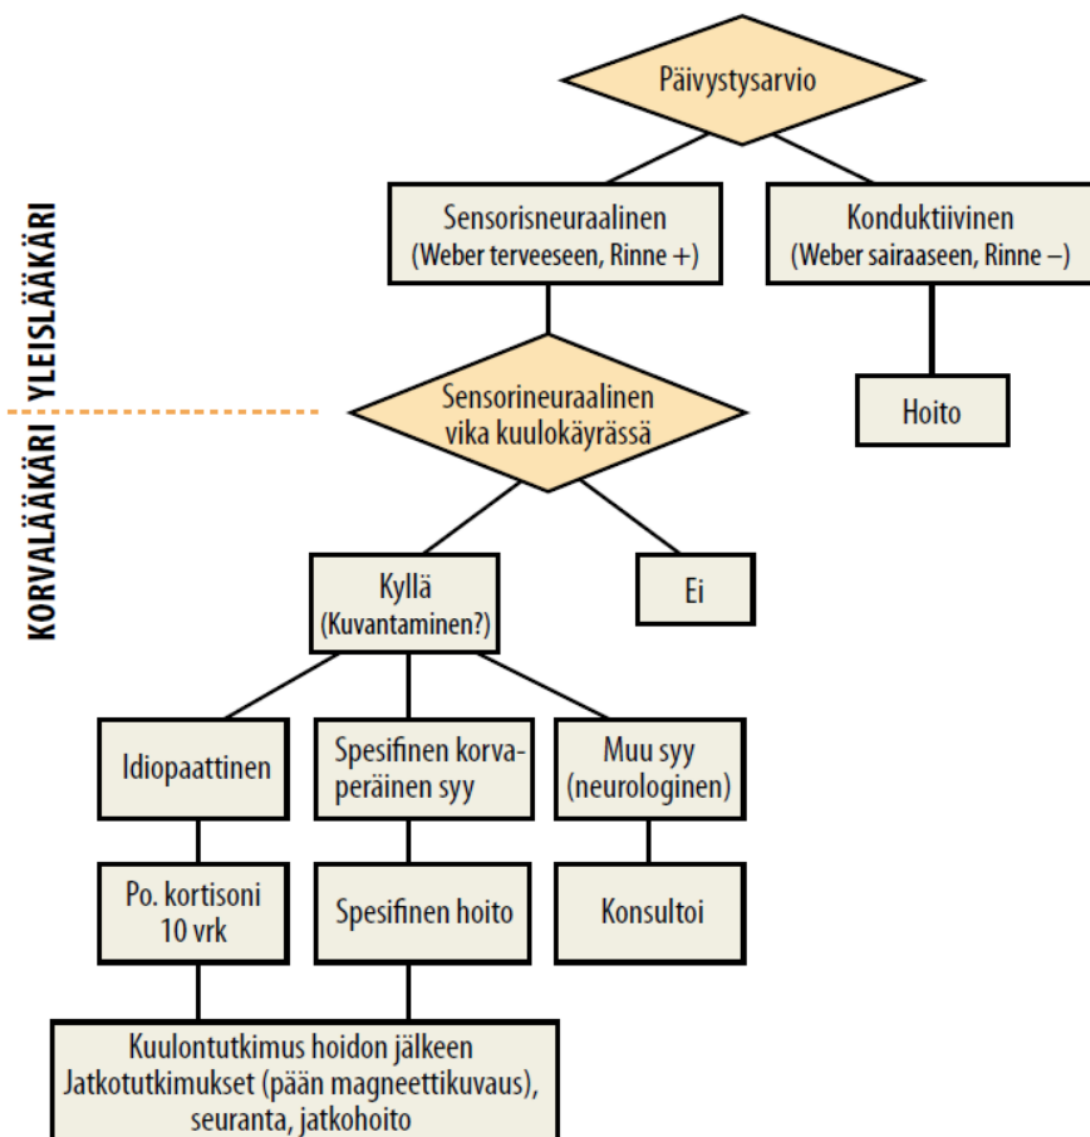 Päivystysarvio
Sensorisneuraalinen
(Weber terveeseen, Rinne +)
Konduktiivinen
(Weber sairaaseen, Rinne –)
YLEISLÄÄKÄRI
Sensorineuraalinen
vika kuulokäyrässä
Hoito
KORVALÄÄKÄRI
Kyllä
(Kuvantaminen?)
Ei
Idiopaattinen
Spesifinen korva-
peräinen syy
Muu syy
(neurologinen)
Po. kortisoni
10 vrk
Spesifinen hoito
Konsultoi
Kuulontutkimus hoidon jälkeen
Jatkotutkimukset (pään magneettikuvaus),
seuranta, jatkohoito